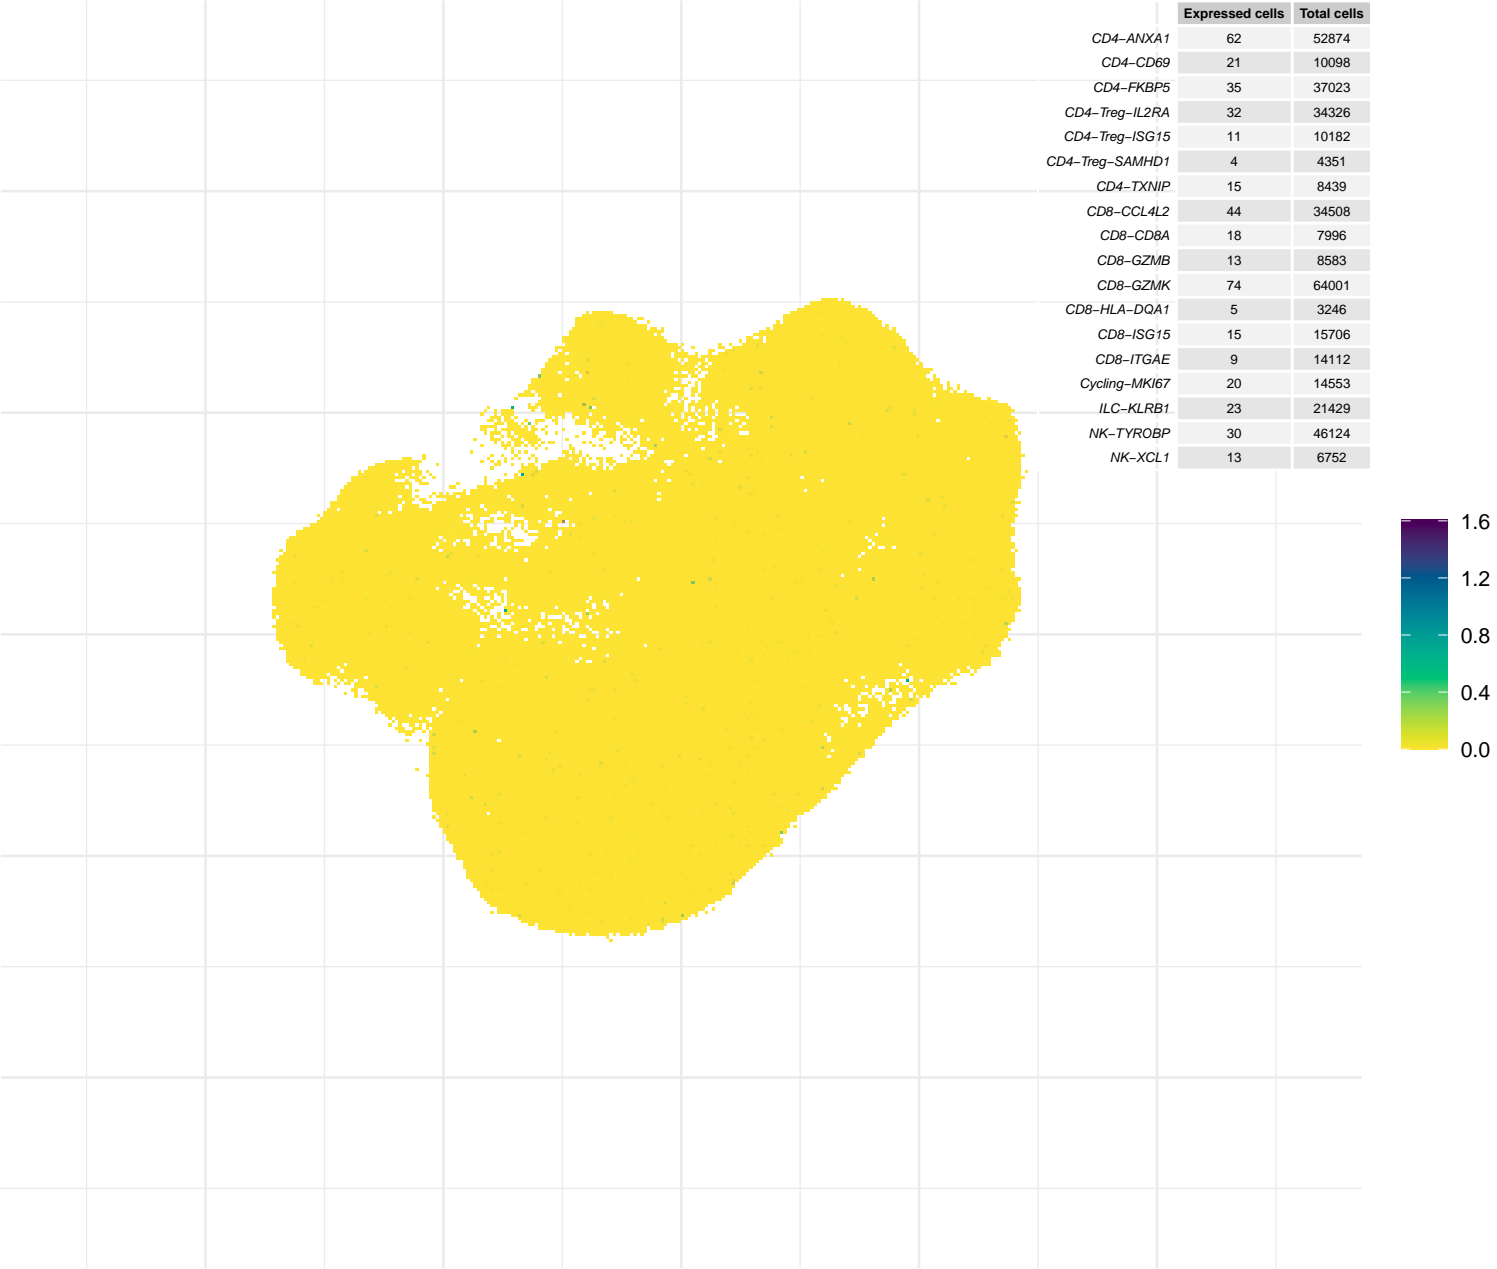 Expressed cells Total cells
CD4−ANXA1 62 52874
CD4−CD69 21 10098
CD4−FKBP5 35 37023
CD4−Treg−IL2RA 32 34326
CD4−Treg−ISG15 11 10182
CD4−Treg−SAMHD1 4 4351
CD4−TXNIP 15 8439
CD8−CCL4L2 44 34508
CD8−CD8A 18 7996
CD8−GZMB 13 8583
CD8−GZMK 74 64001
CD8−HLA−DQA1 5 3246
CD8−ISG15 15 15706
CD8−ITGAE 9 14112
Cycling−MKI67 20 14553
ILC−KLRB1 23 21429
NK−TYROBP 30 46124
NK−XCL1 13 6752
1.6
1.2
0.8
0.4
0.0